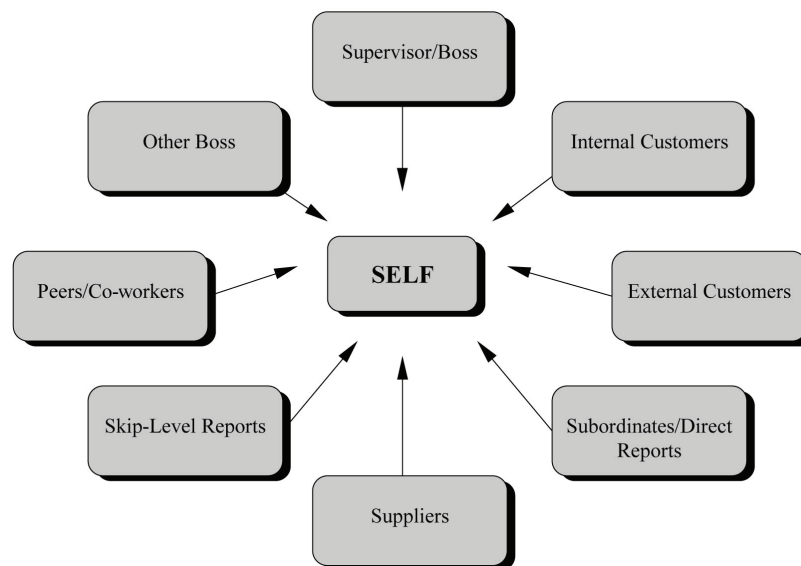 Supervisor/Boss
Other Boss
Internal Customers
SELF
Peers/Co-workers
External Customers
Skip-Level Reports
Subordinates/Direct
Reports
Suppliers